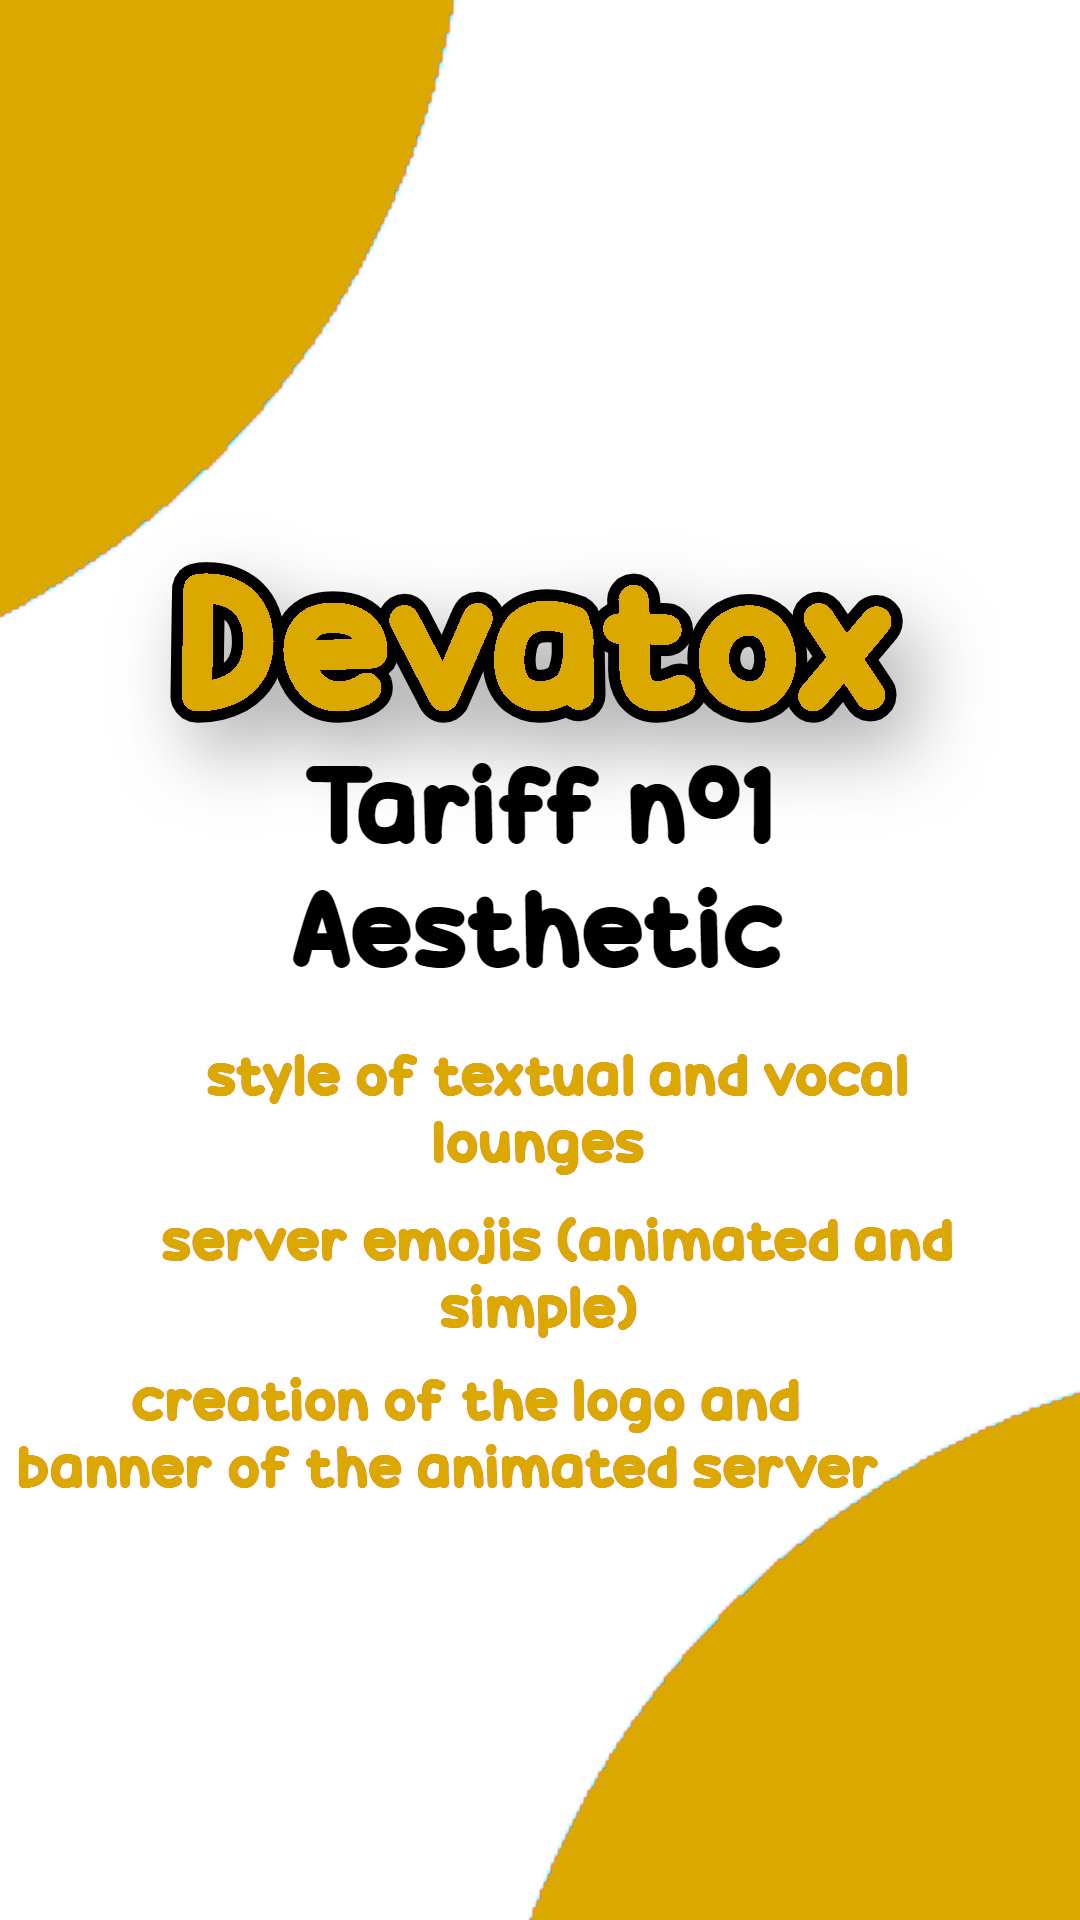 Devatox
Tariff nº1
Aesthetic
style of textual and vocal
lounges
server emojis (animated and
simple)
creation of the logo and
banner of the animated server